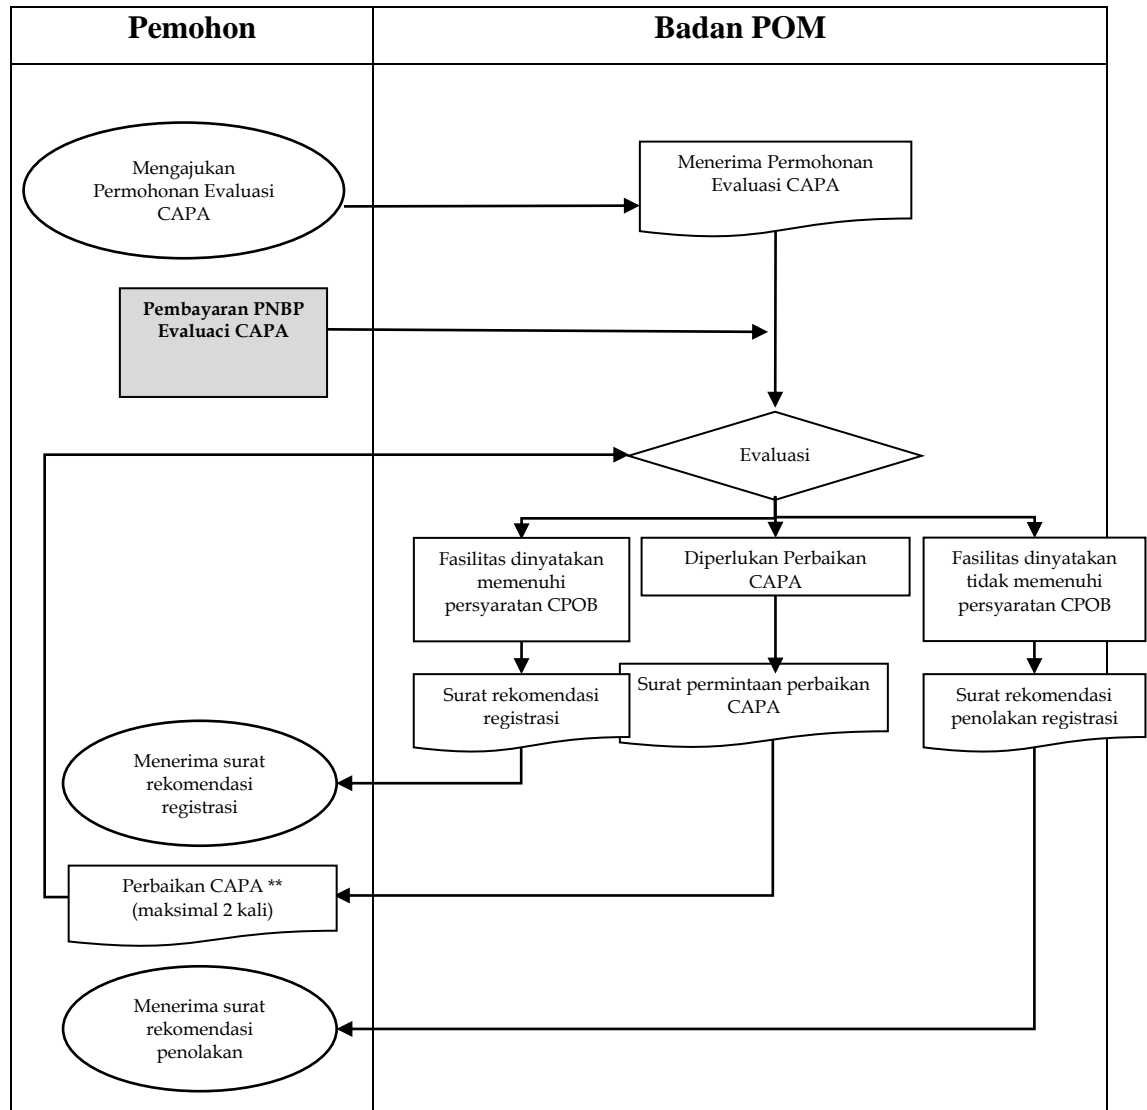 Pemohon
Badan POM
Mengajukan
Permohonan Evaluasi
CAPA
Menerima Permohonan
Evaluasi CAPA
Pembayaran PNBP
Evaluaci CAPA
Evaluasi
Fasilitas dinyatakan
memenuhi
persyaratan CPOB
Diperlukan Perbaikan
CAPA
Fasilitas dinyatakan
tidak memenuhi
persyaratan CPOB
Surat rekomendasi
registrasi
Surat permintaan perbaikan
CAPA
Surat rekomendasi
penolakan registrasi
Menerima surat
rekomendasi
registrasi
Perbaikan CAPA **
(maksimal 2 kali)
Menerima surat
rekomendasi
penolakan